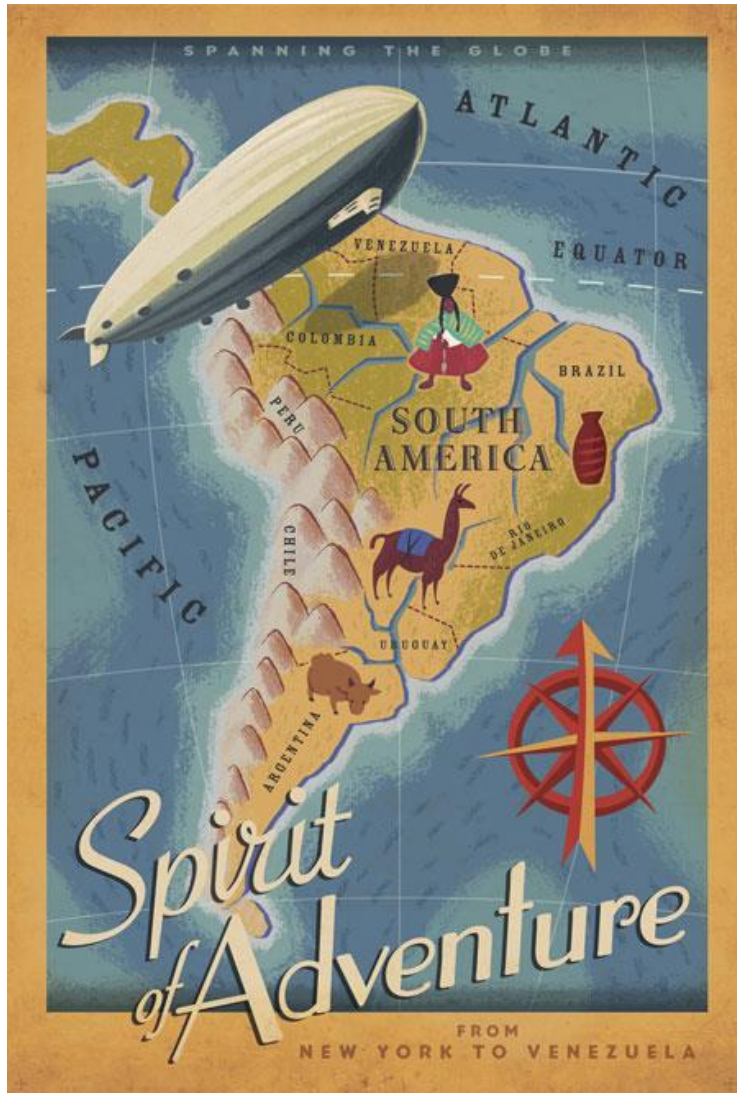 SPANNING THE GLOBE
ATLANTIC
EQUATOR
VENEZUELA
COLOMBIA
BRAZIL
PERU
SOUTH
AMERICA
PACIFIC
CHILE
RIO
DE JANEIRO
URUGUAY
ARGENTINA
Spirit
of Adventure
FROM
NEW YORK TO VENEZUELA